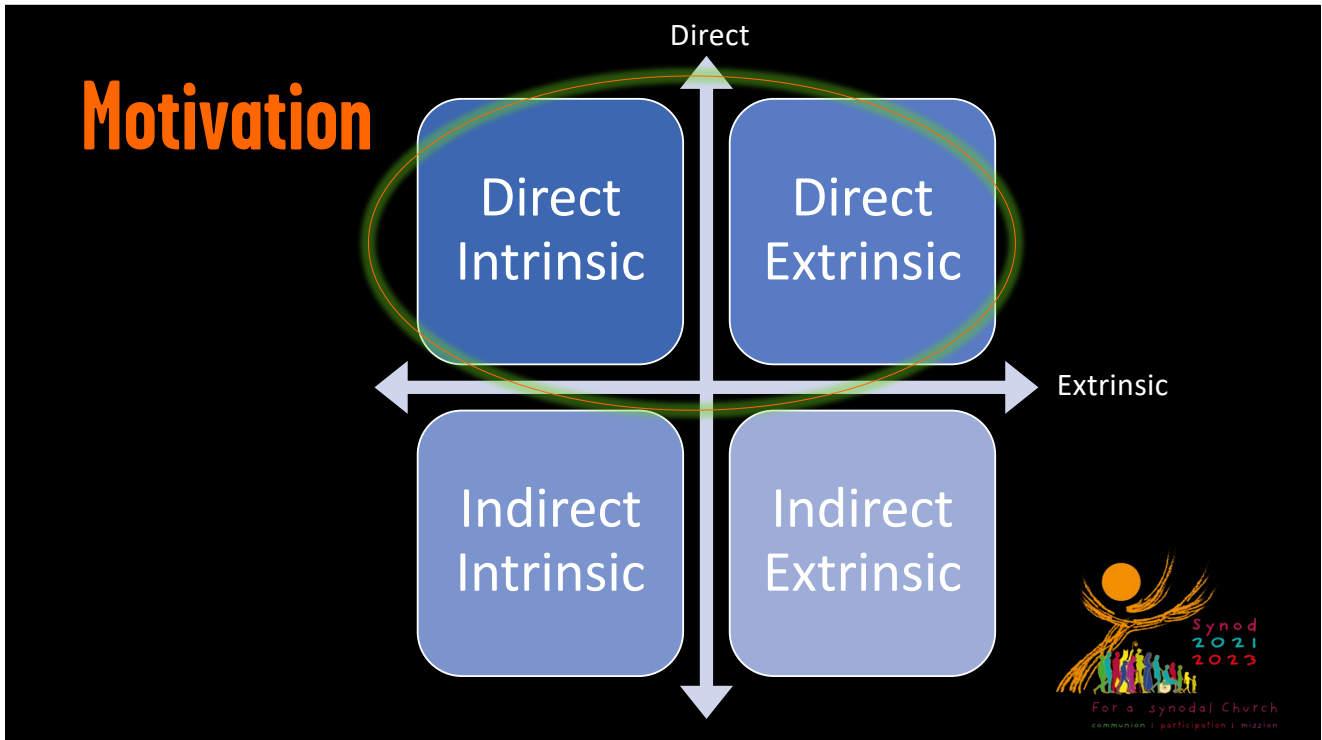 Direct
Motivation
Direct
Intrinsic
Direct
Extrinsic
Extrinsic
Indirect
Intrinsic
Indirect
Extrinsic
Synod
2021
2023
For a synodal Church
communion | participation | mission